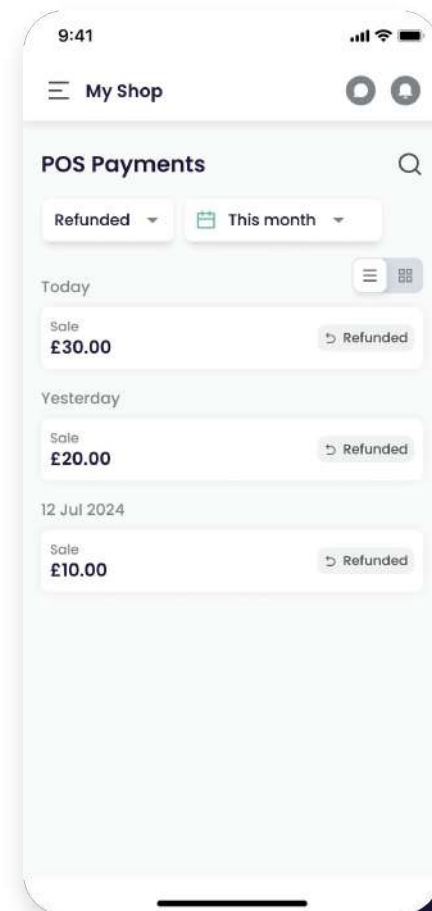 9:41
My Shop
POS Payments
Refunded
This month
Today
Sale
£30.00
Refunded
Yesterday
Sale
£20.00
Refunded
12 Jul 2024
Sale
£10.00
Refunded